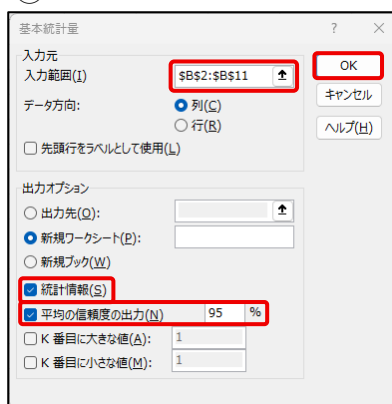 基本統計量 ? ×
入力元
入力範囲(I) $B$2:$B$11
OK
データ方向: 列(C)
キャンセル
行(R)
ヘルプ(H)
先頭行をラベルとして使用(L)
出力オプション
出力先(O):
新規ワークシート(P):
新規ブック(W)
統計情報(S)
平均の信頼度の出力(N) 95 %
K 番目に大きな値(A): 1
K 番目に小さな値(M): 1